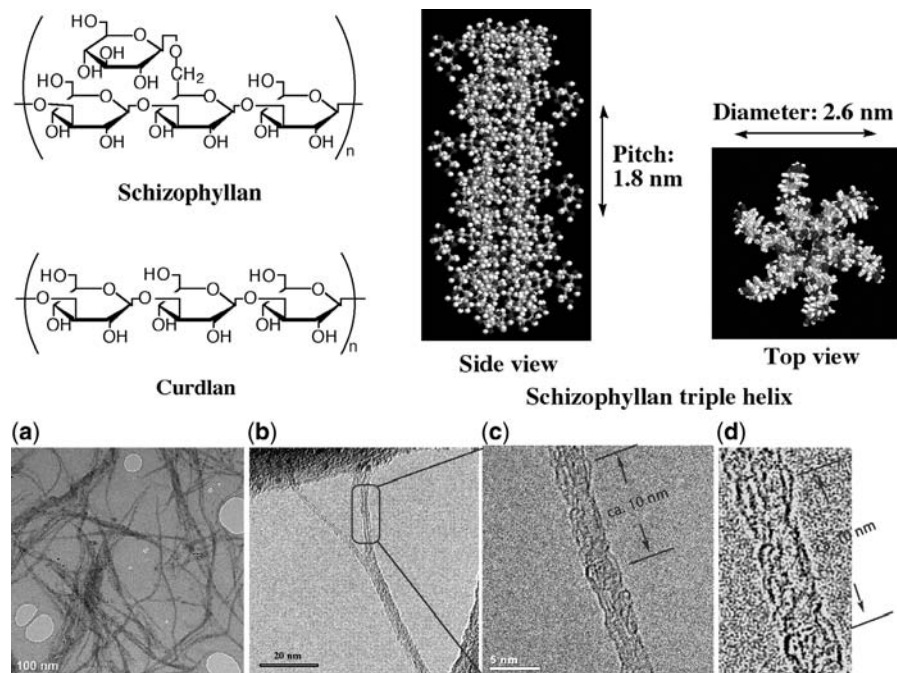 HO
O
HO
OH
OH
O
CH₂
HO
O
O
OH
OH
O
O
OH
OH
HO
O
O
OH
OH
n
Schizophyllan
HO
O
O
OH
OH
HO
O
O
OH
OH
HO
O
O
OH
OH
n
Curdlan
Pitch:
1.8 nm
Side view
Diameter: 2.6 nm
Top view
Schizophyllan triple helix
(a)
100 nm
(b)
20 nm
(c)
ca. 10 nm
5 nm
(d)
nm